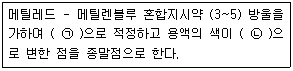 메틸레드 - 메틸렌블루 혼합지시약 (3~5) 방울을
가하며 ( ㉠ )으로 적정하고 용액의 색이 ( ㉡ )으
로 변한 점을 종말점으로 한다.